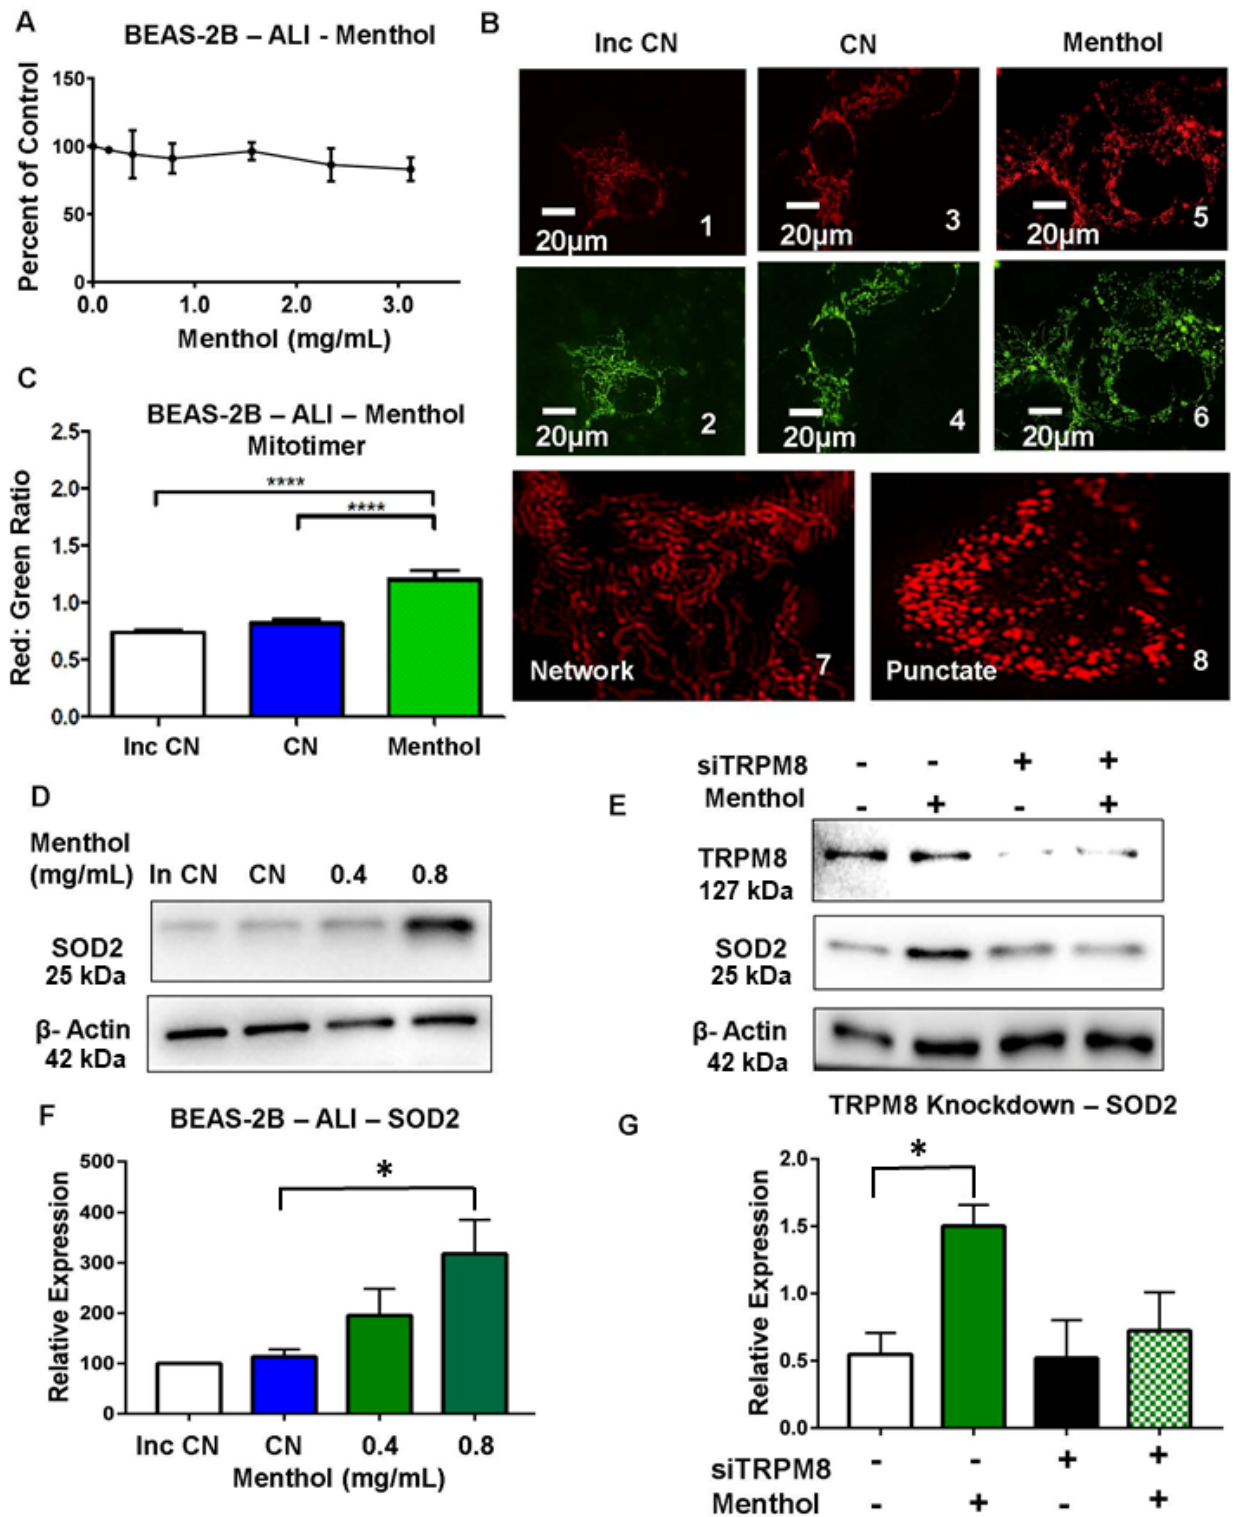 A
BEAS-2B – ALI - Menthol
Percent of Control
150
100
50
0
0.0 1.0 2.0 3.0
Menthol (mg/mL)
B
Inc CN CN Menthol
20µm 1
20µm 3
20µm 5
20µm 2
20µm 4
20µm 6
Network 7
Punctate 8
C
BEAS-2B – ALI – Menthol
Mitotimer
Red: Green Ratio
2.5
2.0
1.5
1.0
0.5
0.0
****
****
Inc CN CN Menthol
D
Menthol
(mg/mL) In CN CN 0.4 0.8
SOD2
25 kDa
β- Actin
42 kDa
E
siTRPM8 - - + +
Menthol - + - +
TRPM8
127 kDa
SOD2
25 kDa
β- Actin
42 kDa
F
BEAS-2B – ALI – SOD2
Relative Expression
500
400
300
200
100
0
*
Inc CN CN 0.4 0.8
Menthol (mg/mL)
G
TRPM8 Knockdown – SOD2
Relative Expression
2.0
1.5
1.0
0.5
0.0
*
siTRPM8 - - + +
Menthol - + - +